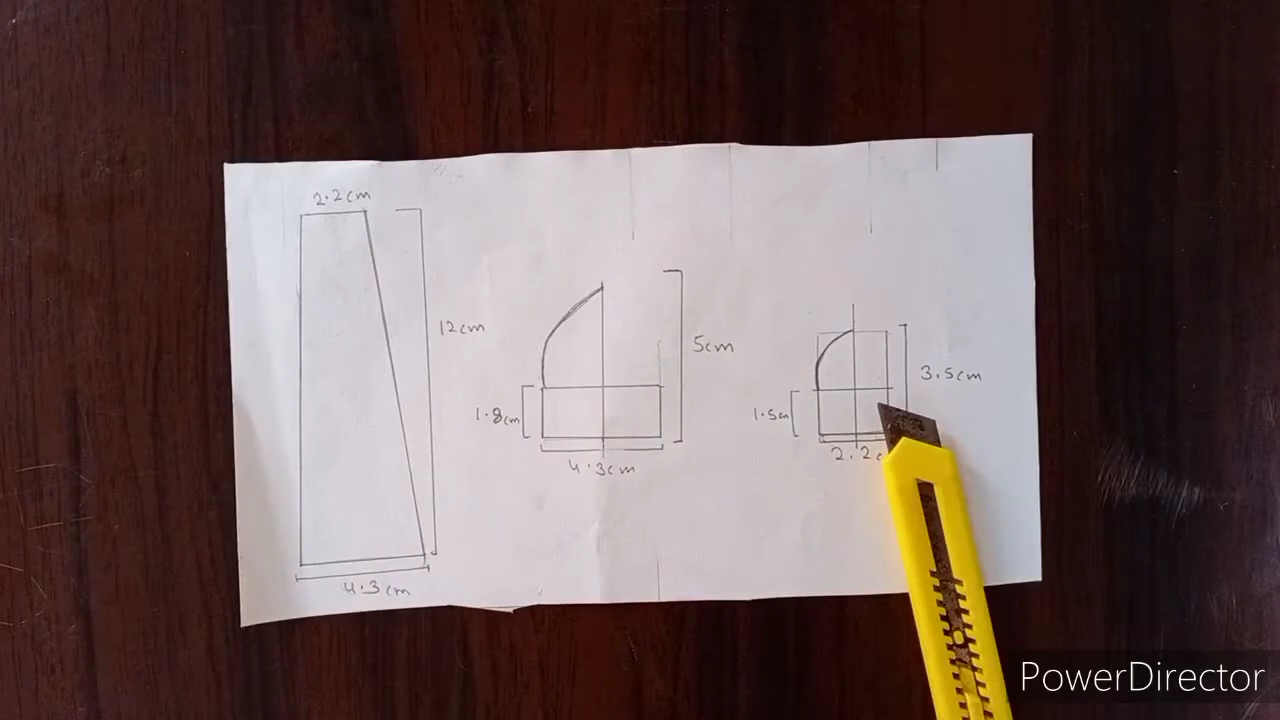 2.2cm
12cm
4.3cm
5cm
1.8cm
4.3cm
3.5cm
1.5cm
PowerDirector